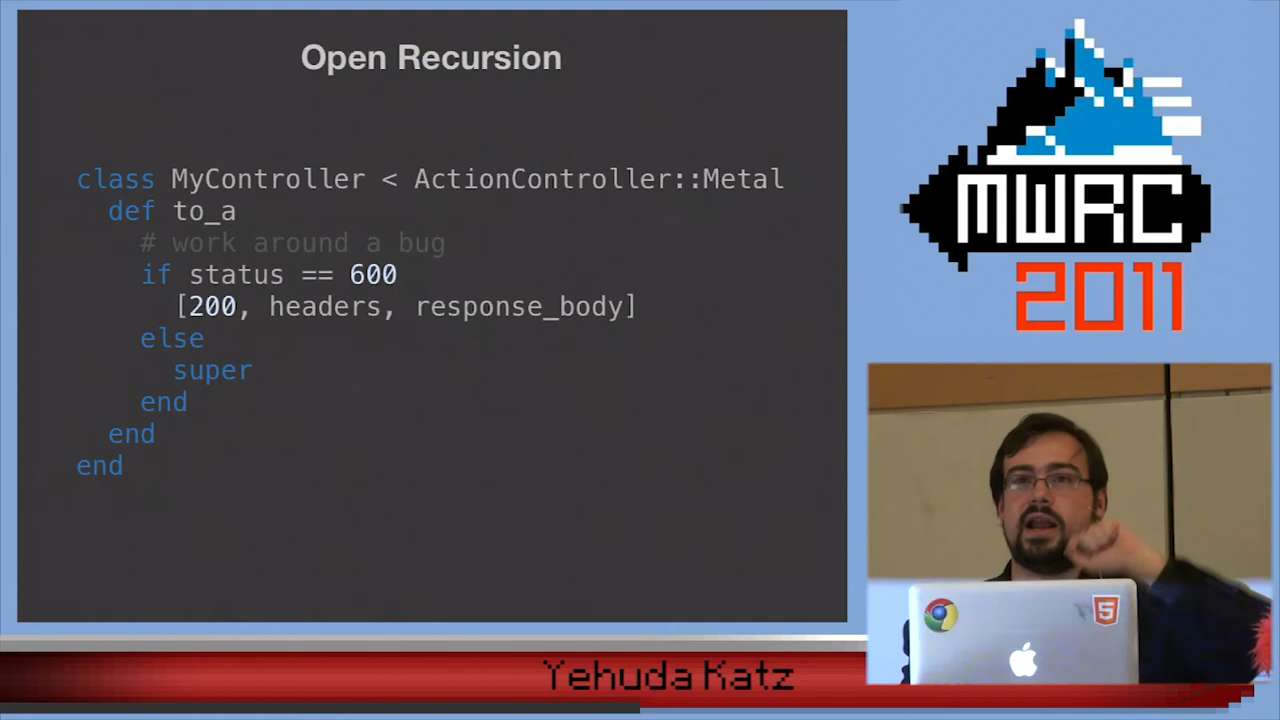 Open Recursion
class MyController < ActionController::Metal
def to_a
# work around a bug
if status == 600
[200, headers, response_body]
else
super
end
end
end
MWRC
2011
5
Yehuda Katz